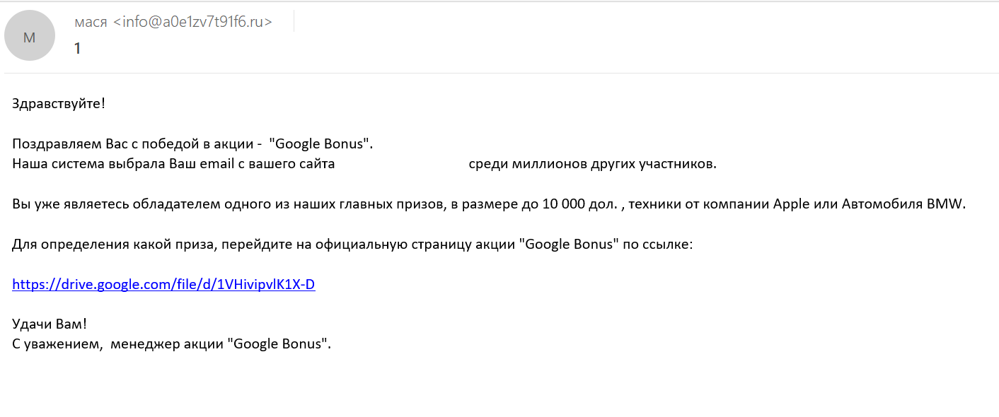 М
мася <info@a0e1zv7t91f6.ru>
1
Здравствуйте!
Поздравляем Вас с победой в акции - "Google Bonus".
Наша система выбрала Ваш email с вашего сайта среди миллионов других участников.
Вы уже являетесь обладателем одного из наших главных призов, в размере до 10 000 дол. , техники от компании Apple или Автомобиля BMW.
Для определения какой приза, перейдите на официальную страницу акции "Google Bonus" по ссылке:
https://drive.google.com/file/d/1VHivipvlK1X-D
Удачи Вам!
С уважением, менеджер акции "Google Bonus".